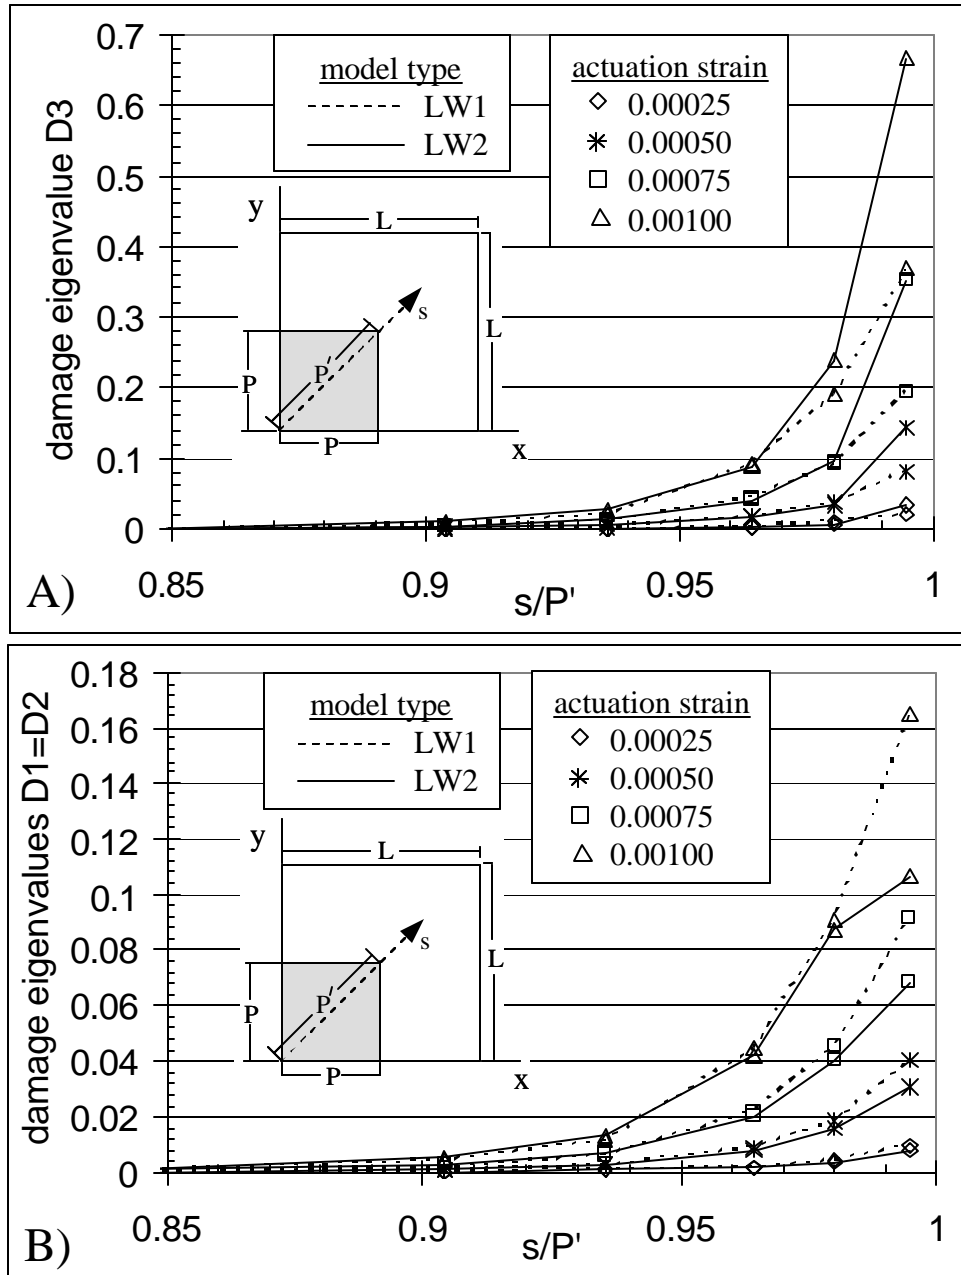 damage eigenvalue D3
0.7
0.6
0.5
0.4
0.3
0.2
0.1
0
model type
LW1
LW2
actuation strain
0.00025
0.00050
0.00075
0.00100
y
L
L
s
P'
P
P
x
0.85
0.9
0.95
1
s/P'
A)
damage eigenvalues D1=D2
0.18
0.16
0.14
0.12
0.1
0.08
0.06
0.04
0.02
0
model type
LW1
LW2
actuation strain
0.00025
0.00050
0.00075
0.00100
y
L
L
s
P'
P
P
x
0.85
0.9
0.95
1
s/P'
B)